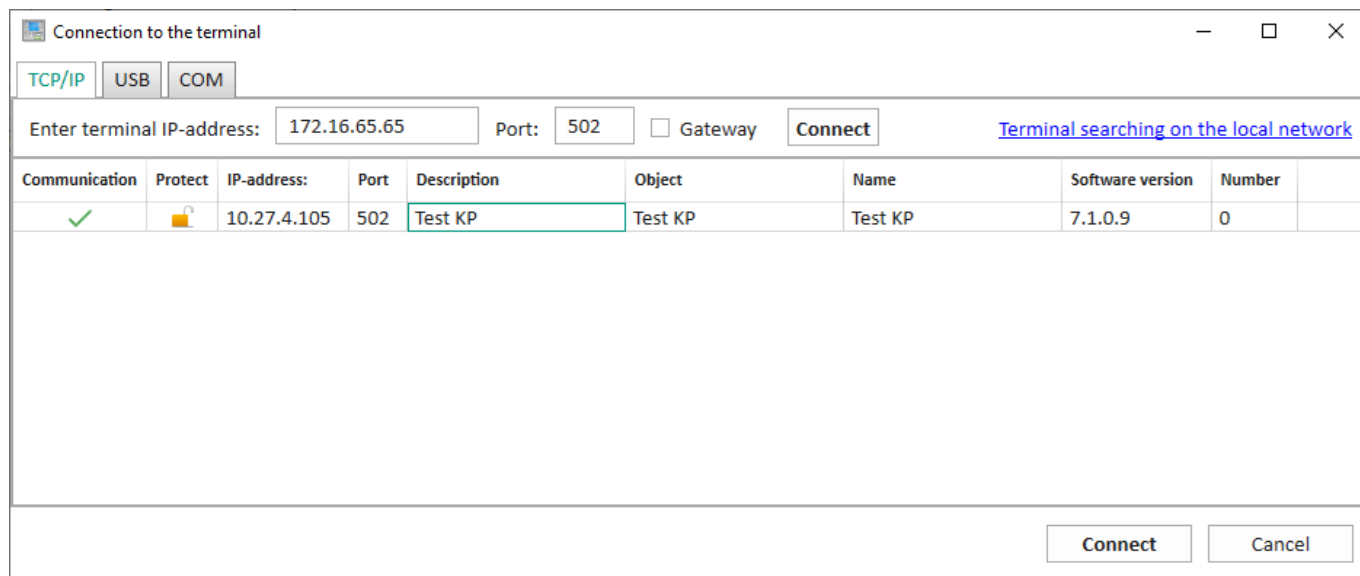 Connection to the terminal
TCP/IP USB COM
Enter terminal IP-address: 172.16.65.65 Port: 502 Gateway Connect Terminal searching on the local network
Communication Protect IP-address: Port Description Object Name Software version Number
10.27.4.105 502 Test KP Test KP Test KP 7.1.0.9 0
Connect Cancel